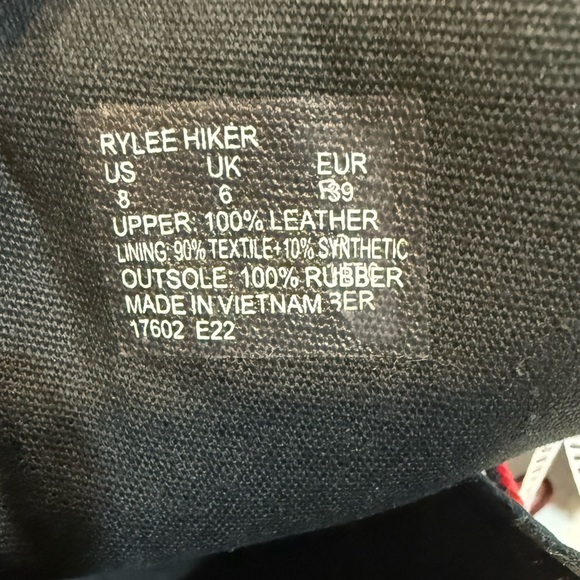 RYLEE HIKER
US UK EUR
8 6 39
UPPER: 100% LEATHER
LINING: 90% TEXTILE+10% SYNTHETIC
OUTSOLE: 100% RUBBER
MADE IN VIETNAM BER
17602 E22